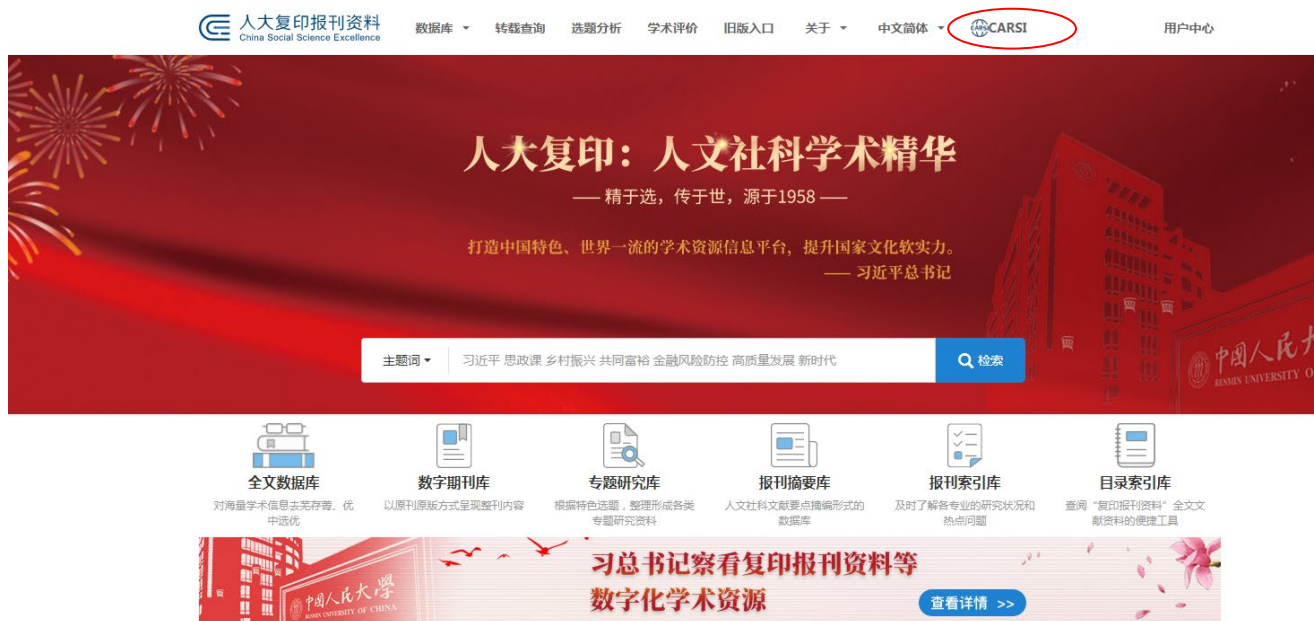 人大复印报刊资料
China Social Science Excellence
数据库 转载查询 选题分析 学术评价 旧版入口 关于 中文简体 CARSI CARSI 用户中心
人大复印：人文社科学术精华
—— 精于选，传于世，源于1958 ——
打造中国特色、世界一流的学术资源信息平台，提升国家文化软实力。
—— 习近平总书记
主题词 习近平 思政课 乡村振兴 共同富裕 金融风险防控 高质量发展 新时代 检索
中国人民大
RENMIN UNIVERSITY O
全文数据库 数字期刊库 专题研究库 报刊摘要库 报刊索引库 目录索引库
对海量学术信息去芜存菁、优中选优
以原刊原版方式呈现整刊内容
根据特色选题，整理形成各类专题研究资料
人文社科文献要点摘编形式的数据库
及时了解各专业的研究状况和热点问题
查阅“复印报刊资料”全文文献资料的便捷工具
中国人民大學
RENMIN UNIVERSITY OF CHINA
习总书记察看复印报刊资料等
数字化学术资源
查看详情 >>